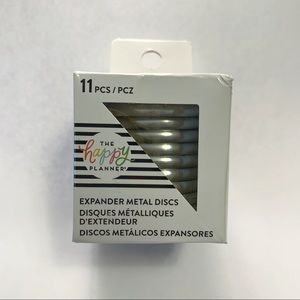 11 PCS / PCZ
THE
happy
PLANNER®
EXPANDER METAL DISCS
DISQUES MÉTALLIQUES
D'EXTENDEUR
DISCOS METÁLICOS EXPANSORES